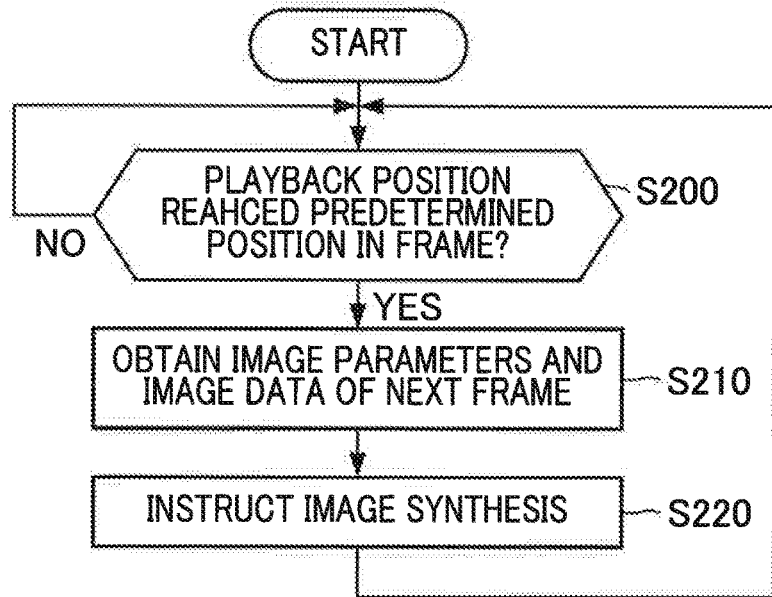 START
PLAYBACK POSITION
REAHCED PREDETERMINED
POSITION IN FRAME?
S200
NO
YES
OBTAIN IMAGE PARAMETERS AND
IMAGE DATA OF NEXT FRAME
S210
INSTRUCT IMAGE SYNTHESIS
S220